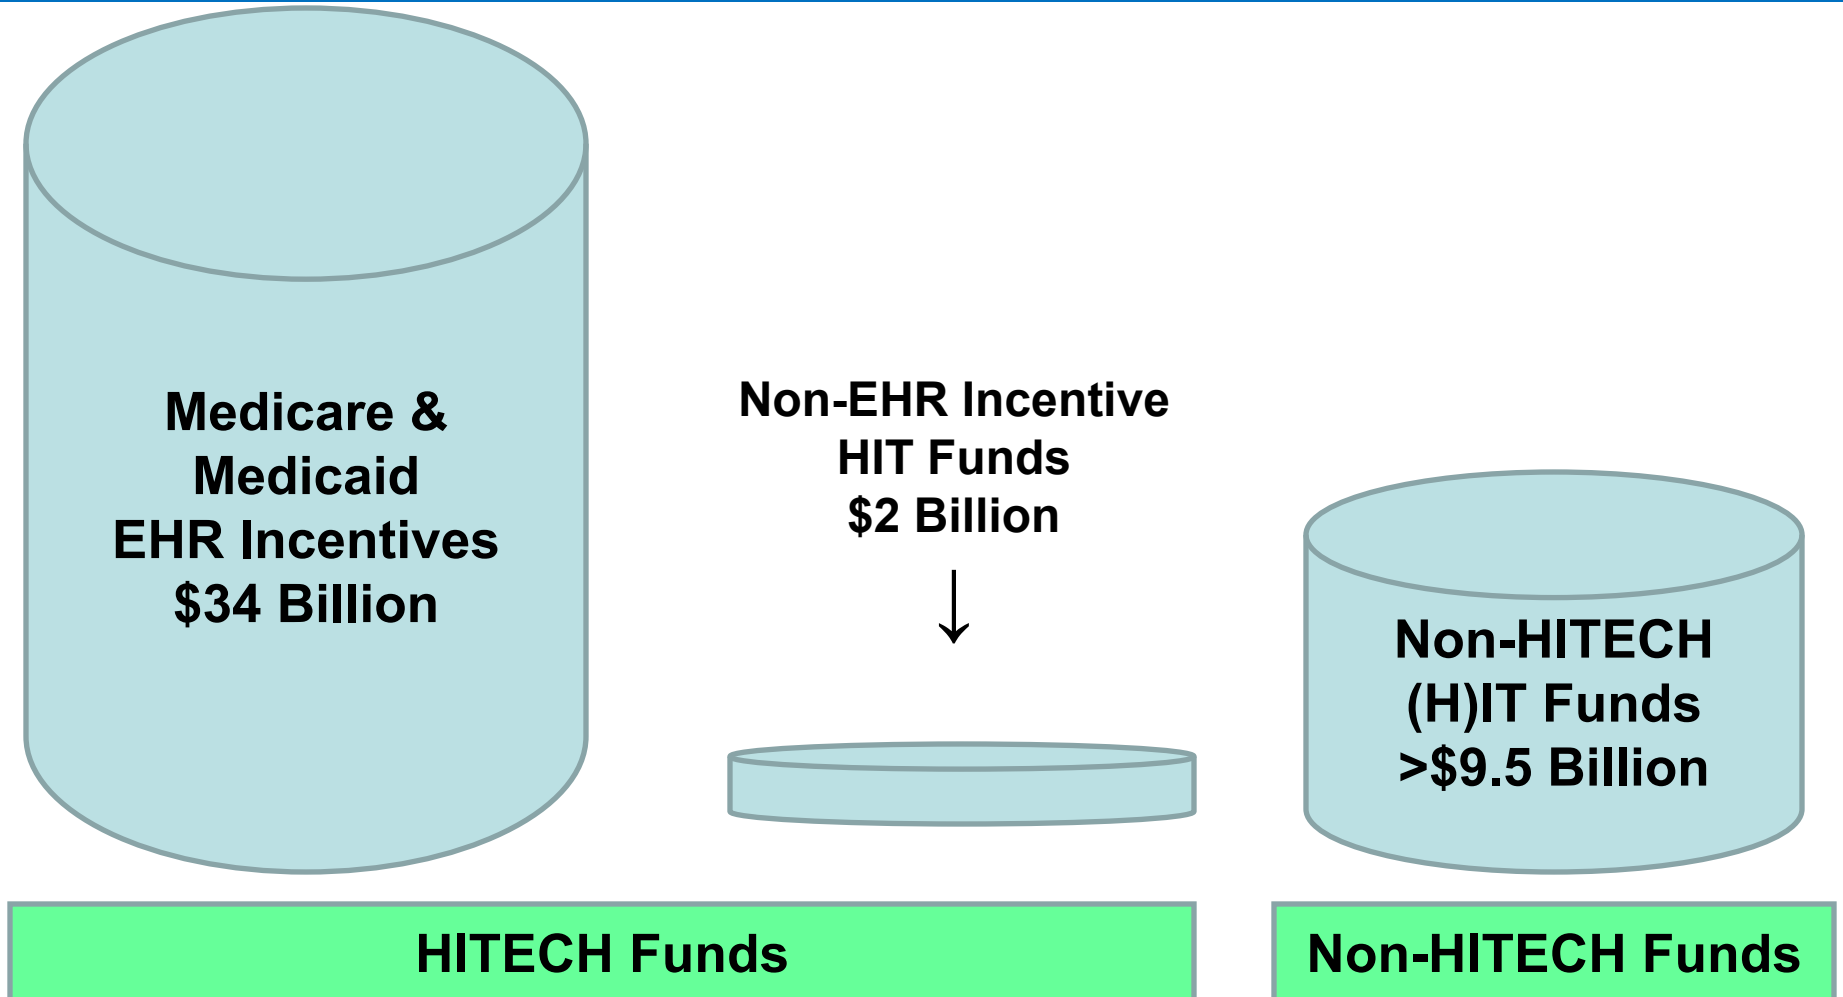 Medicare &
Medicaid
EHR Incentives
$34 Billion
Non-EHR Incentive
HIT Funds
$2 Billion
Non-HITECH
(H)IT Funds
>$9.5 Billion
HITECH Funds
Non-HITECH Funds